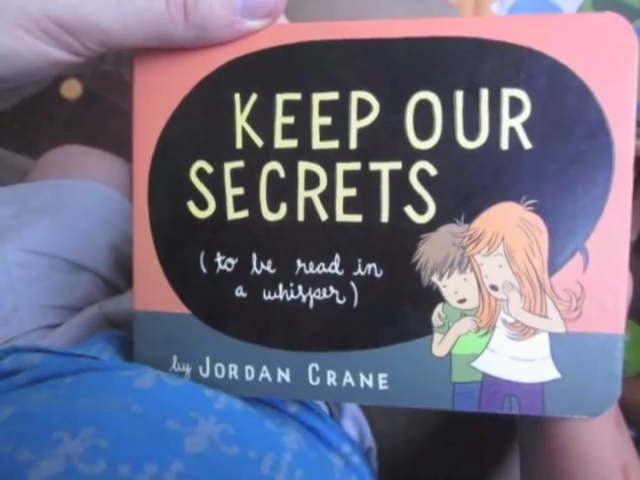 KEEP OUR
SECRETS
(to be read in
a whisper)
by JORDAN CRANE